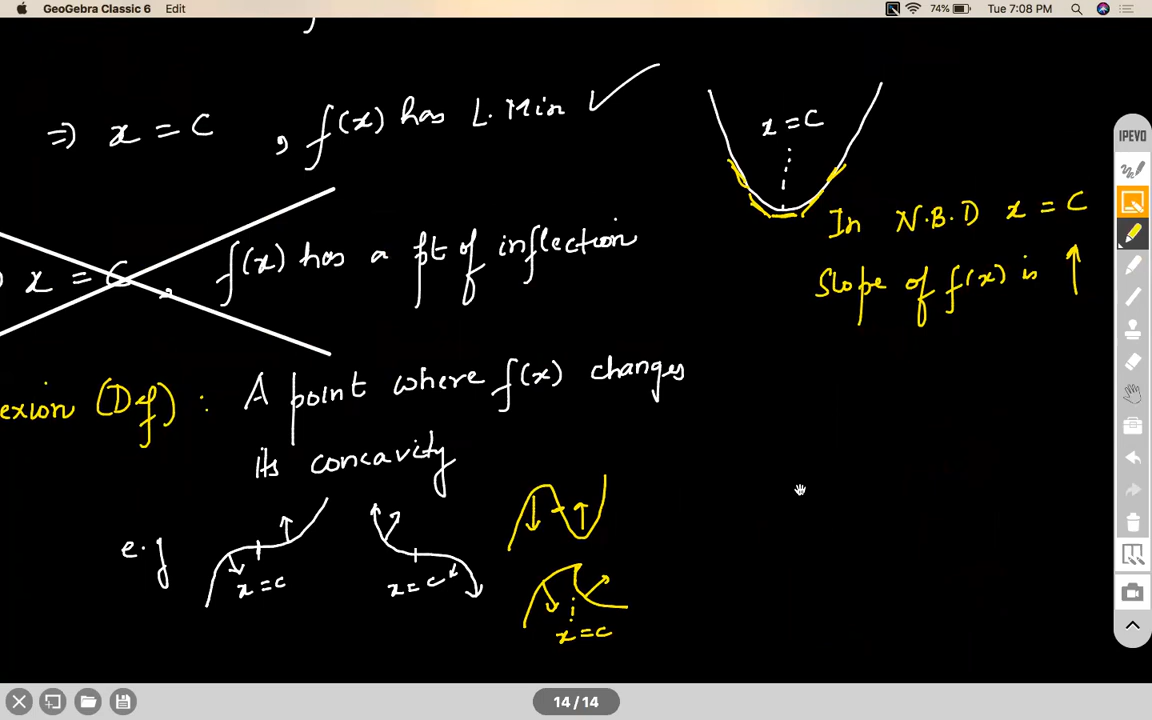 GeoGebra Classic 6 Edit 74% Tue 7:08 PM
⇒ x = C , f(x) has L. Min ✓
x = C
In N.B.D x = C
Slope of f(x) is ↑
x = C , f(x) has a pt of inflection
IPEVO
exion (Def) : A point where f(x) changes
its concavity
e.g
x = C
x = C
x = C
14 / 14